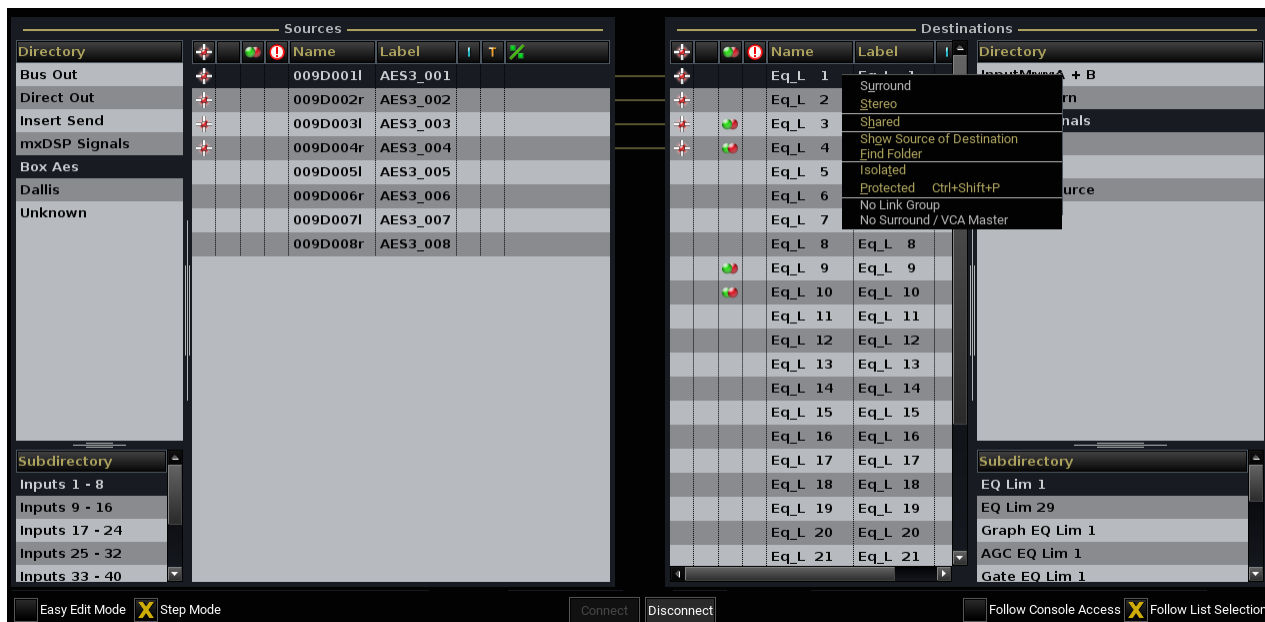 Sources
Directory
Bus Out
Direct Out
Insert Send
mxDSP Signals
Box Aes
Dallis
Unknown
Subdirectory
Inputs 1 - 8
Inputs 9 - 16
Inputs 17 - 24
Inputs 25 - 32
Inputs 33 - 40
Name Label I T
009D001l AES3_001
009D002r AES3_002
009D003l AES3_003
009D004r AES3_004
009D005l AES3_005
009D006r AES3_006
009D007l AES3_007
009D008r AES3_008
Destinations
Name Label I
Eq_L 1
Eq_L 2
Eq_L 3
Eq_L 4
Eq_L 5
Eq_L 6
Eq_L 7
Eq_L 8 Eq_L 8
Eq_L 9 Eq_L 9
Eq_L 10 Eq_L 10
Eq_L 11 Eq_L 11
Eq_L 12 Eq_L 12
Eq_L 13 Eq_L 13
Eq_L 14 Eq_L 14
Eq_L 15 Eq_L 15
Eq_L 16 Eq_L 16
Eq_L 17 Eq_L 17
Eq_L 18 Eq_L 18
Eq_L 19 Eq_L 19
Eq_L 20 Eq_L 20
Eq_L 21 Eq_L 21
Surround
Stereo
Shared
Show Source of Destination
Find Folder
Isolated
Protected Ctrl+Shift+P
No Link Group
No Surround / VCA Master
Directory
+ B
rn
nals
urce
Subdirectory
EQ Lim 1
EQ Lim 29
Graph EQ Lim 1
AGC EQ Lim 1
Gate EQ Lim 1
Easy Edit Mode X Step Mode
Connect Disconnect
Follow Console Access X Follow List Selection